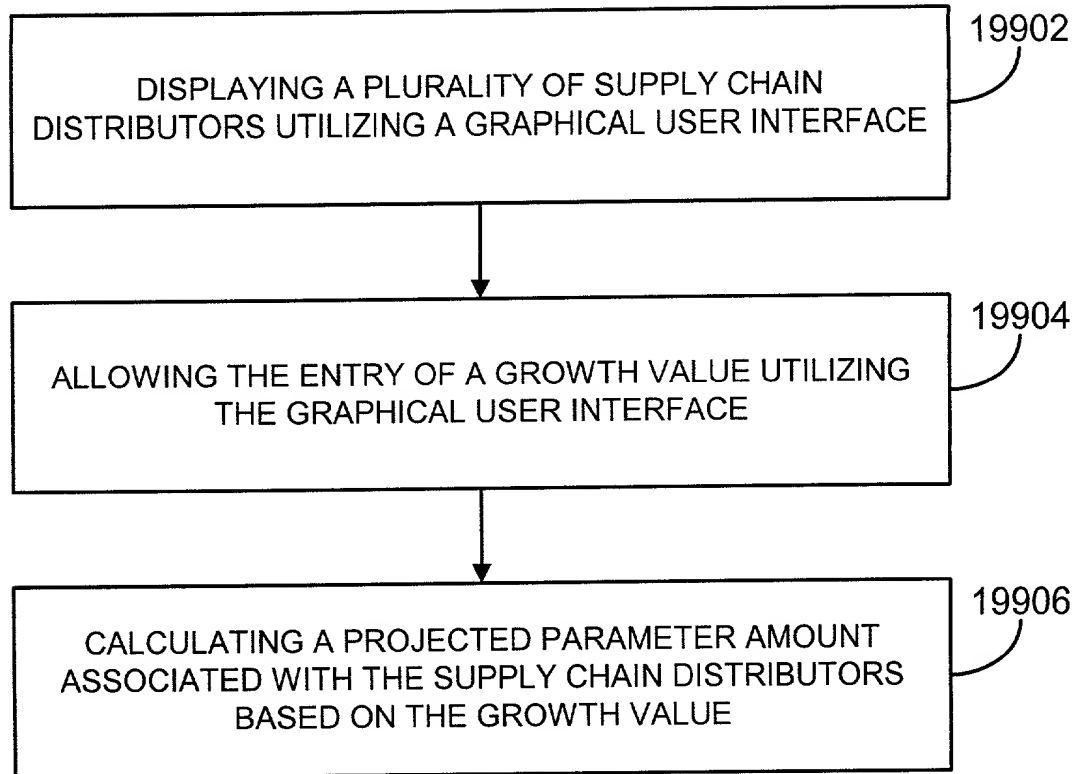 19902
DISPLAYING A PLURALITY OF SUPPLY CHAIN
DISTRIBUTORS UTILIZING A GRAPHICAL USER INTERFACE
19904
ALLOWING THE ENTRY OF A GROWTH VALUE UTILIZING
THE GRAPHICAL USER INTERFACE
19906
CALCULATING A PROJECTED PARAMETER AMOUNT
ASSOCIATED WITH THE SUPPLY CHAIN DISTRIBUTORS
BASED ON THE GROWTH VALUE